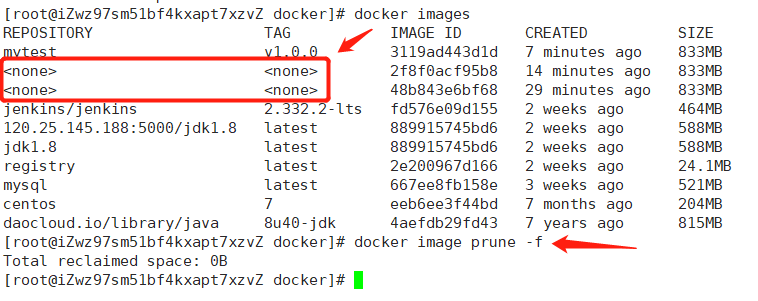 [root@iZwz97sm51bf4kxapt7xzvZ docker]# docker images
REPOSITORY TAG IMAGE ID CREATED SIZE
mytest v1.0.0 3119ad443d1d 7 minutes ago 833MB
<none> <none> 2f8f0acf95b8 14 minutes ago 833MB
<none> <none> 48b843e6bf68 29 minutes ago 833MB
jenkins/jenkins 2.332.2-lts fd576e09d155 2 weeks ago 464MB
120.25.145.188:5000/jdk1.8 latest 889915745bd6 2 weeks ago 588MB
jdk1.8 latest 889915745bd6 2 weeks ago 588MB
registry latest 2e200967d166 2 weeks ago 24.1MB
mysql latest 667ee8fb158e 3 weeks ago 521MB
centos 7 eeb6ee3f44bd 7 months ago 204MB
daocloud.io/library/java 8u40-jdk 4aefdb29fd43 7 years ago 815MB
[root@iZwz97sm51bf4kxapt7xzvZ docker]# docker image prune -f
Total reclaimed space: 0B
[root@iZwz97sm51bf4kxapt7xzvZ docker]#